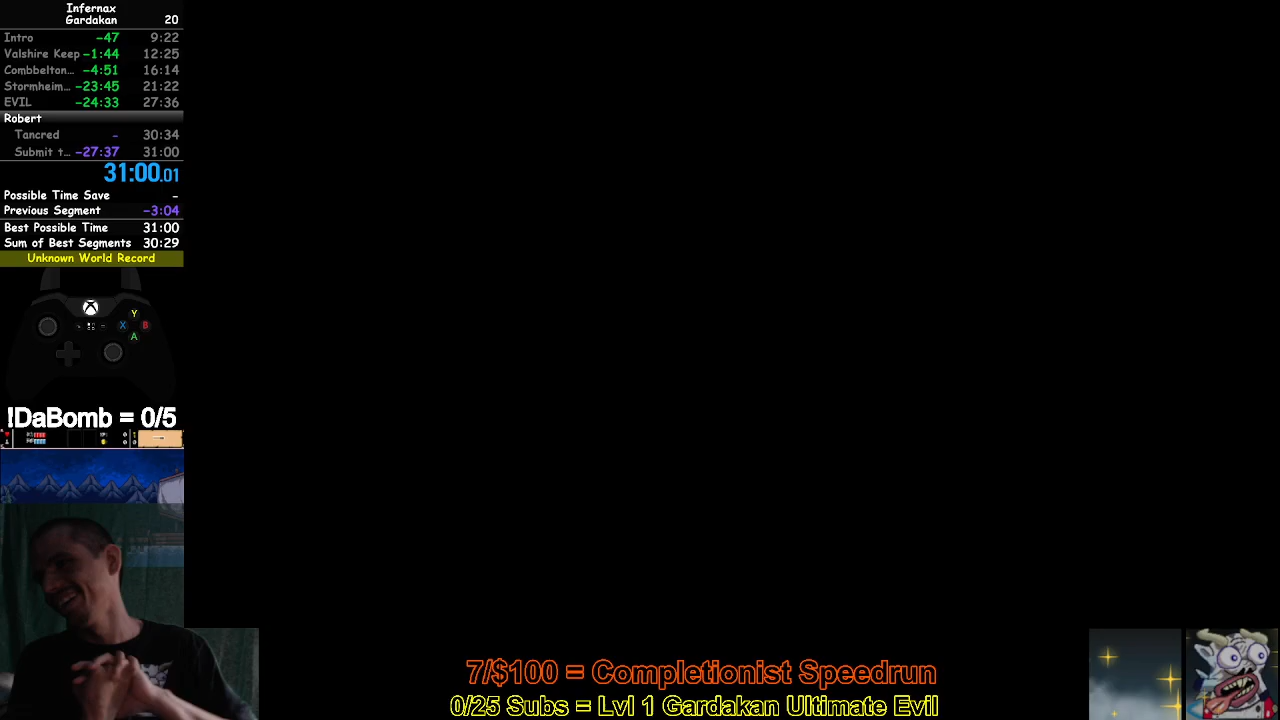 Infernax
Gardakan 20
Intro -47 9:22
Valshire Keep -1:44 12:25
Combbelton... -4:51 16:14
Stormheim... -23:45 21:22
EVIL -24:33 27:36
Robert
Tancred - 30:34
Submit t... -27:37 31:00
31:00.01
Possible Time Save -
Previous Segment -3:04
Best Possible Time 31:00
Sum of Best Segments 30:29
Unknown World Record
Y
X B
A
!DaBomb = 0/5
7/$100 = Completionist Speedrun
0/25 Subs = Lvl 1 Gardakan Ultimate Evil